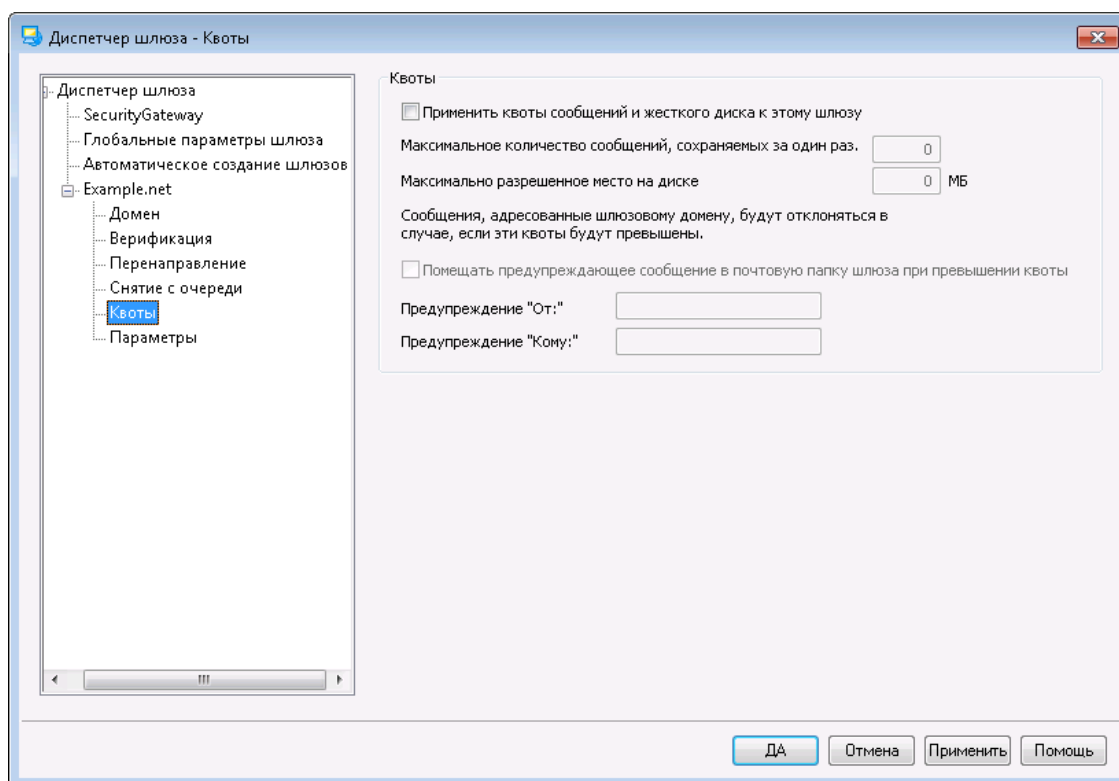 Диспетчер шлюза - Квоты
Диспетчер шлюза
SecurityGateway
Глобальные параметры шлюза
Автоматическое создание шлюзов
Example.net
Домен
Верификация
Перенаправление
Снятие с очереди
Квоты
Параметры
Квоты
Применить квоты сообщений и жесткого диска к этому шлюзу
Максимальное количество сообщений, сохраняемых за один раз. 0
Максимально разрешенное место на диске 0 МБ
Сообщения, адресованные шлюзовому домену, будут отклоняться в
случае, если эти квоты будут превышены.
Помещать предупреждающее сообщение в почтовую папку шлюза при превышении квоты
Предупреждение "От:"
Предупреждение "Кому:"
ДА Отмена Применить Помощь